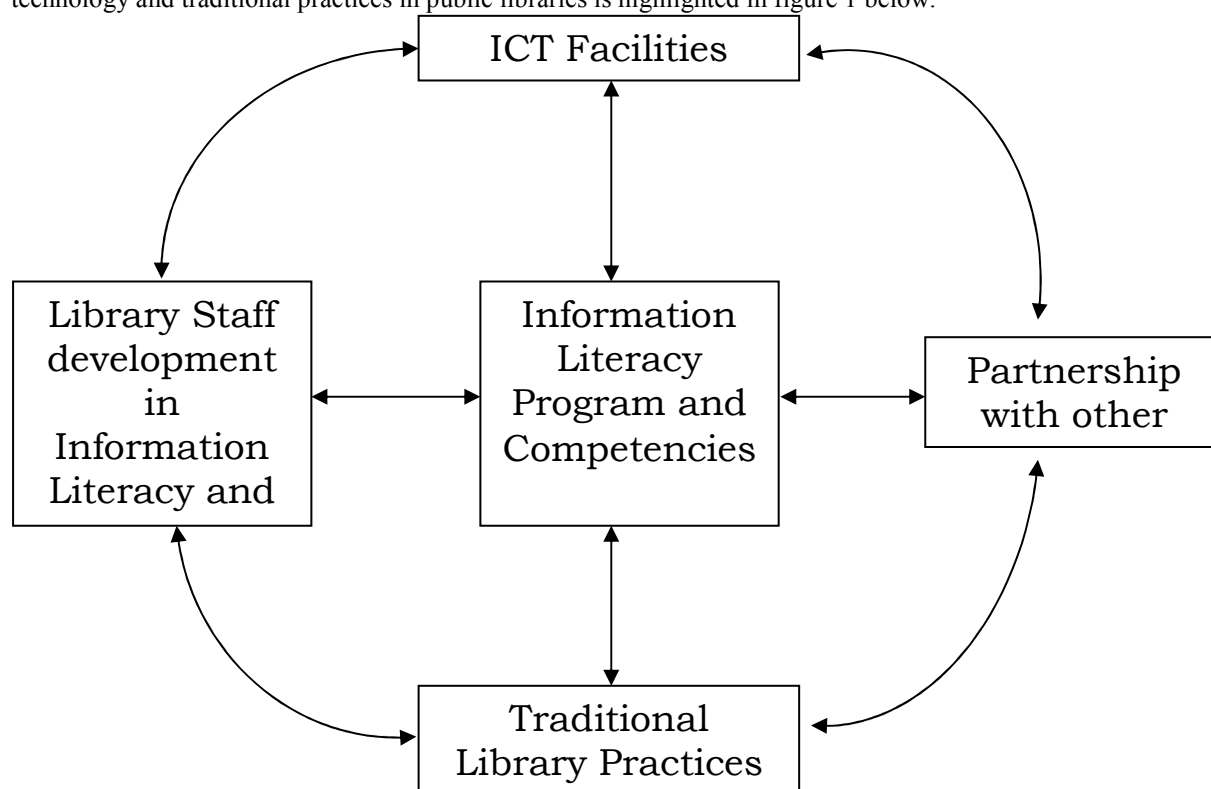 technology and traditional practices in public libraries is highlighted in figure 1 below.
ICT Facilities
Library Staff
development
in
Information
Literacy and
Information
Literacy
Program and
Competencies
Partnership
with other
Traditional
Library Practices